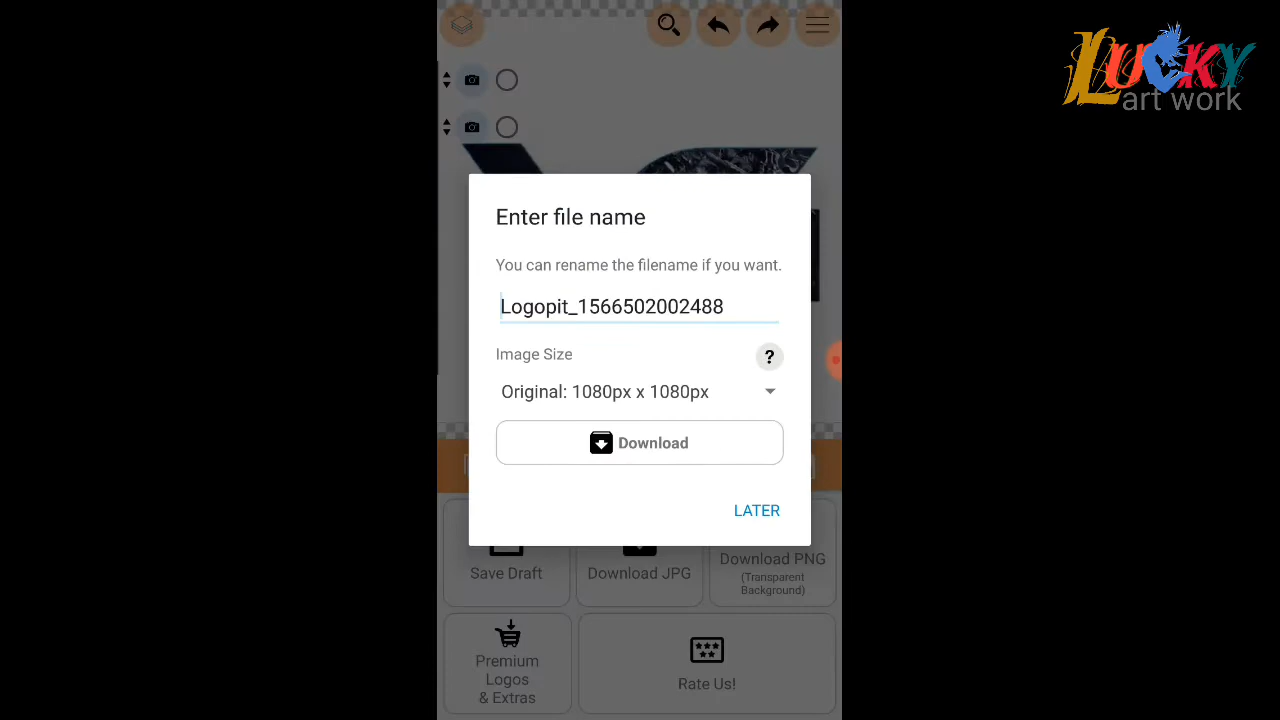 LUCKY
art work
Enter file name
You can rename the filename if you want.
Logopit_1566502002488
Image Size
?
Original: 1080px x 1080px
Download
LATER
Save Draft
Download JPG
Download PNG
(Transparent
Background)
Premium
Logos
& Extras
Rate Us!